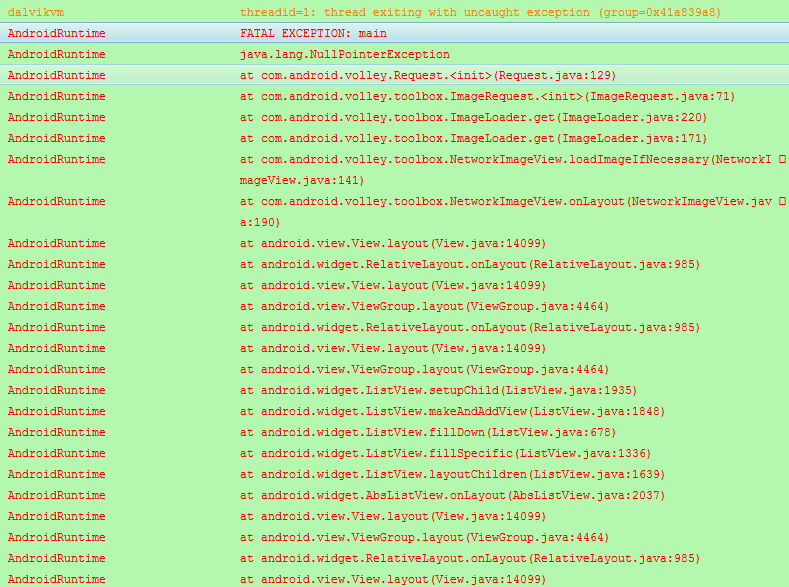 dalvikvm threadid=1: thread exiting with uncaught exception (group=0x41a839a8)
AndroidRuntime FATAL EXCEPTION: main
AndroidRuntime java.lang.NullPointerException
AndroidRuntime at com.android.volley.Request.<init>(Request.java:129)
AndroidRuntime at com.android.volley.toolbox.ImageRequest.<init>(ImageRequest.java:71)
AndroidRuntime at com.android.volley.toolbox.ImageLoader.get(ImageLoader.java:220)
AndroidRuntime at com.android.volley.toolbox.ImageLoader.get(ImageLoader.java:171)
AndroidRuntime at com.android.volley.toolbox.NetworkImageView.loadImageIfNecessary(NetworkI
mageView.java:141)
AndroidRuntime at com.android.volley.toolbox.NetworkImageView.onLayout(NetworkImageView.jav
a:190)
AndroidRuntime at android.view.View.layout(View.java:14099)
AndroidRuntime at android.widget.RelativeLayout.onLayout(RelativeLayout.java:985)
AndroidRuntime at android.view.View.layout(View.java:14099)
AndroidRuntime at android.view.ViewGroup.layout(ViewGroup.java:4464)
AndroidRuntime at android.widget.RelativeLayout.onLayout(RelativeLayout.java:985)
AndroidRuntime at android.view.View.layout(View.java:14099)
AndroidRuntime at android.view.ViewGroup.layout(ViewGroup.java:4464)
AndroidRuntime at android.widget.ListView.setupChild(ListView.java:1935)
AndroidRuntime at android.widget.ListView.makeAndAddView(ListView.java:1848)
AndroidRuntime at android.widget.ListView.fillDown(ListView.java:678)
AndroidRuntime at android.widget.ListView.fillSpecific(ListView.java:1336)
AndroidRuntime at android.widget.ListView.layoutChildren(ListView.java:1639)
AndroidRuntime at android.widget.AbsListView.onLayout(AbsListView.java:2037)
AndroidRuntime at android.view.View.layout(View.java:14099)
AndroidRuntime at android.view.ViewGroup.layout(ViewGroup.java:4464)
AndroidRuntime at android.widget.RelativeLayout.onLayout(RelativeLayout.java:985)
AndroidRuntime at android.view.View.layout(View.java:14099)